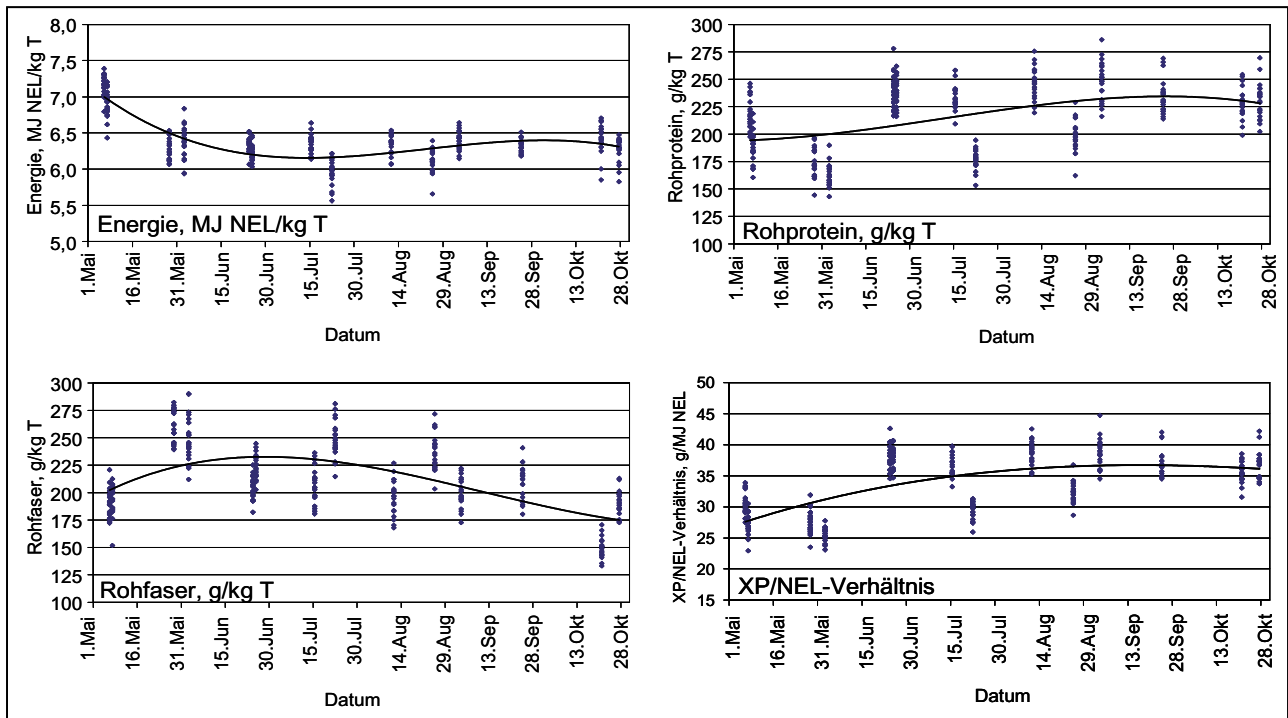 Energie, MJ NEL/kg T
8,0
7,5
7,0
6,5
6,0
5,5
5,0
Energie, MJ NEL/kg T
1.Mai
16.Mai
31.Mai
15.Jun
30.Jun
15.Jul
30.Jul
14.Aug
29.Aug
13.Sep
28.Sep
13.Okt
28.Okt
Datum
Rohprotein, g/kg T
300
275
250
225
200
175
150
125
100
Rohprotein, g/kg T
1.Mai
16.Mai
31.Mai
15.Jun
30.Jun
15.Jul
30.Jul
14.Aug
29.Aug
13.Sep
28.Sep
13.Okt
28.Okt
Datum
Rohfaser, g/kg T
300
275
250
225
200
175
150
125
100
Rohfaser, g/kg T
1.Mai
16.Mai
31.Mai
15.Jun
30.Jun
15.Jul
30.Jul
14.Aug
29.Aug
13.Sep
28.Sep
13.Okt
28.Okt
Datum
XP/NEL-Verhältnis, g/MJ NEL
50
45
40
35
30
25
20
15
XP/NEL-Verhältnis
1.Mai
16.Mai
31.Mai
15.Jun
30.Jun
15.Jul
30.Jul
14.Aug
29.Aug
13.Sep
28.Sep
13.Okt
28.Okt
Datum